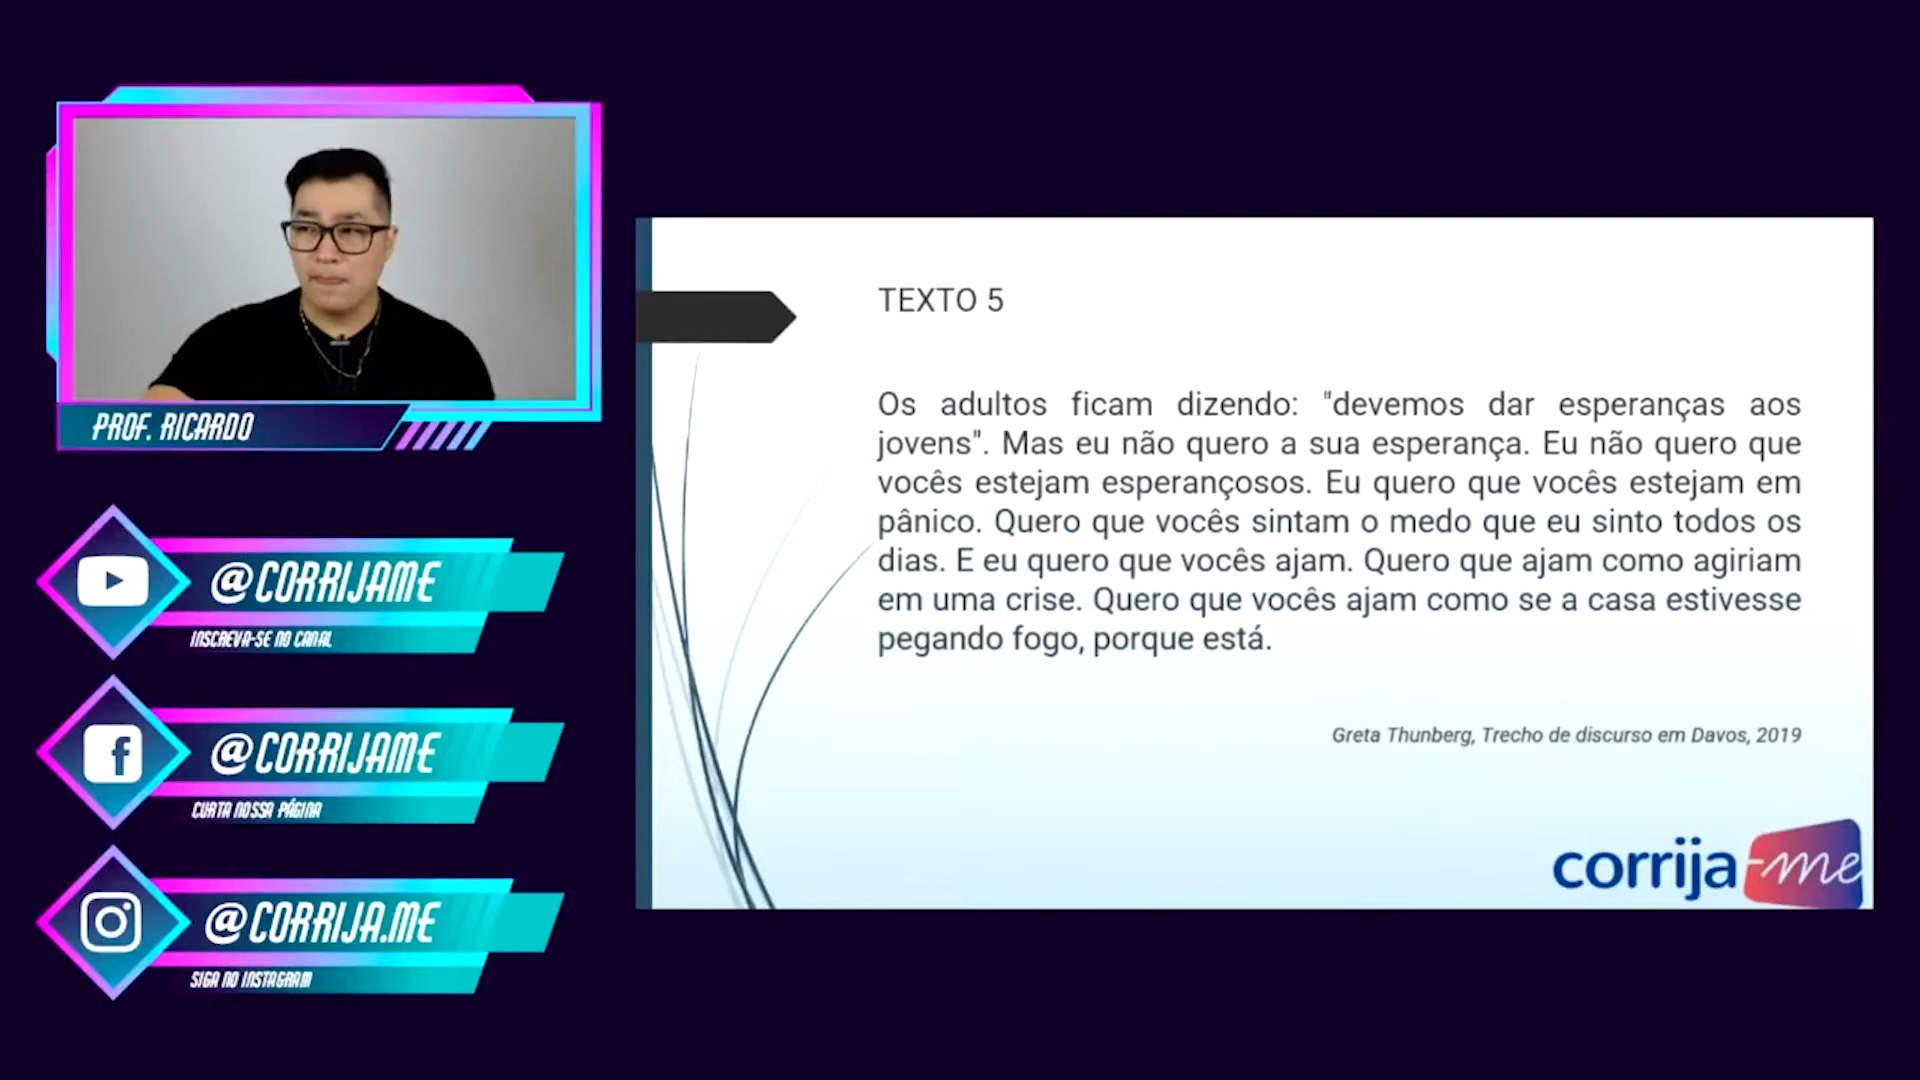 PROF. RICARDO
@CORRIJAME
INSCREVA-SE NO CANAL
@CORRIJAME
CURTA NOSSA PÁGINA
@CORRIJA.ME
SIGA NO INSTAGRAM
TEXTO 5
Os adultos ficam dizendo: "devemos dar esperanças aos
jovens". Mas eu não quero a sua esperança. Eu não quero que
vocês estejam esperançosos. Eu quero que vocês estejam em
pânico. Quero que vocês sintam o medo que eu sinto todos os
dias. E eu quero que vocês ajam. Quero que ajam como agiriam
em uma crise. Quero que vocês ajam como se a casa estivesse
pegando fogo, porque está.
Greta Thunberg, Trecho de discurso em Davos, 2019
corrija-me